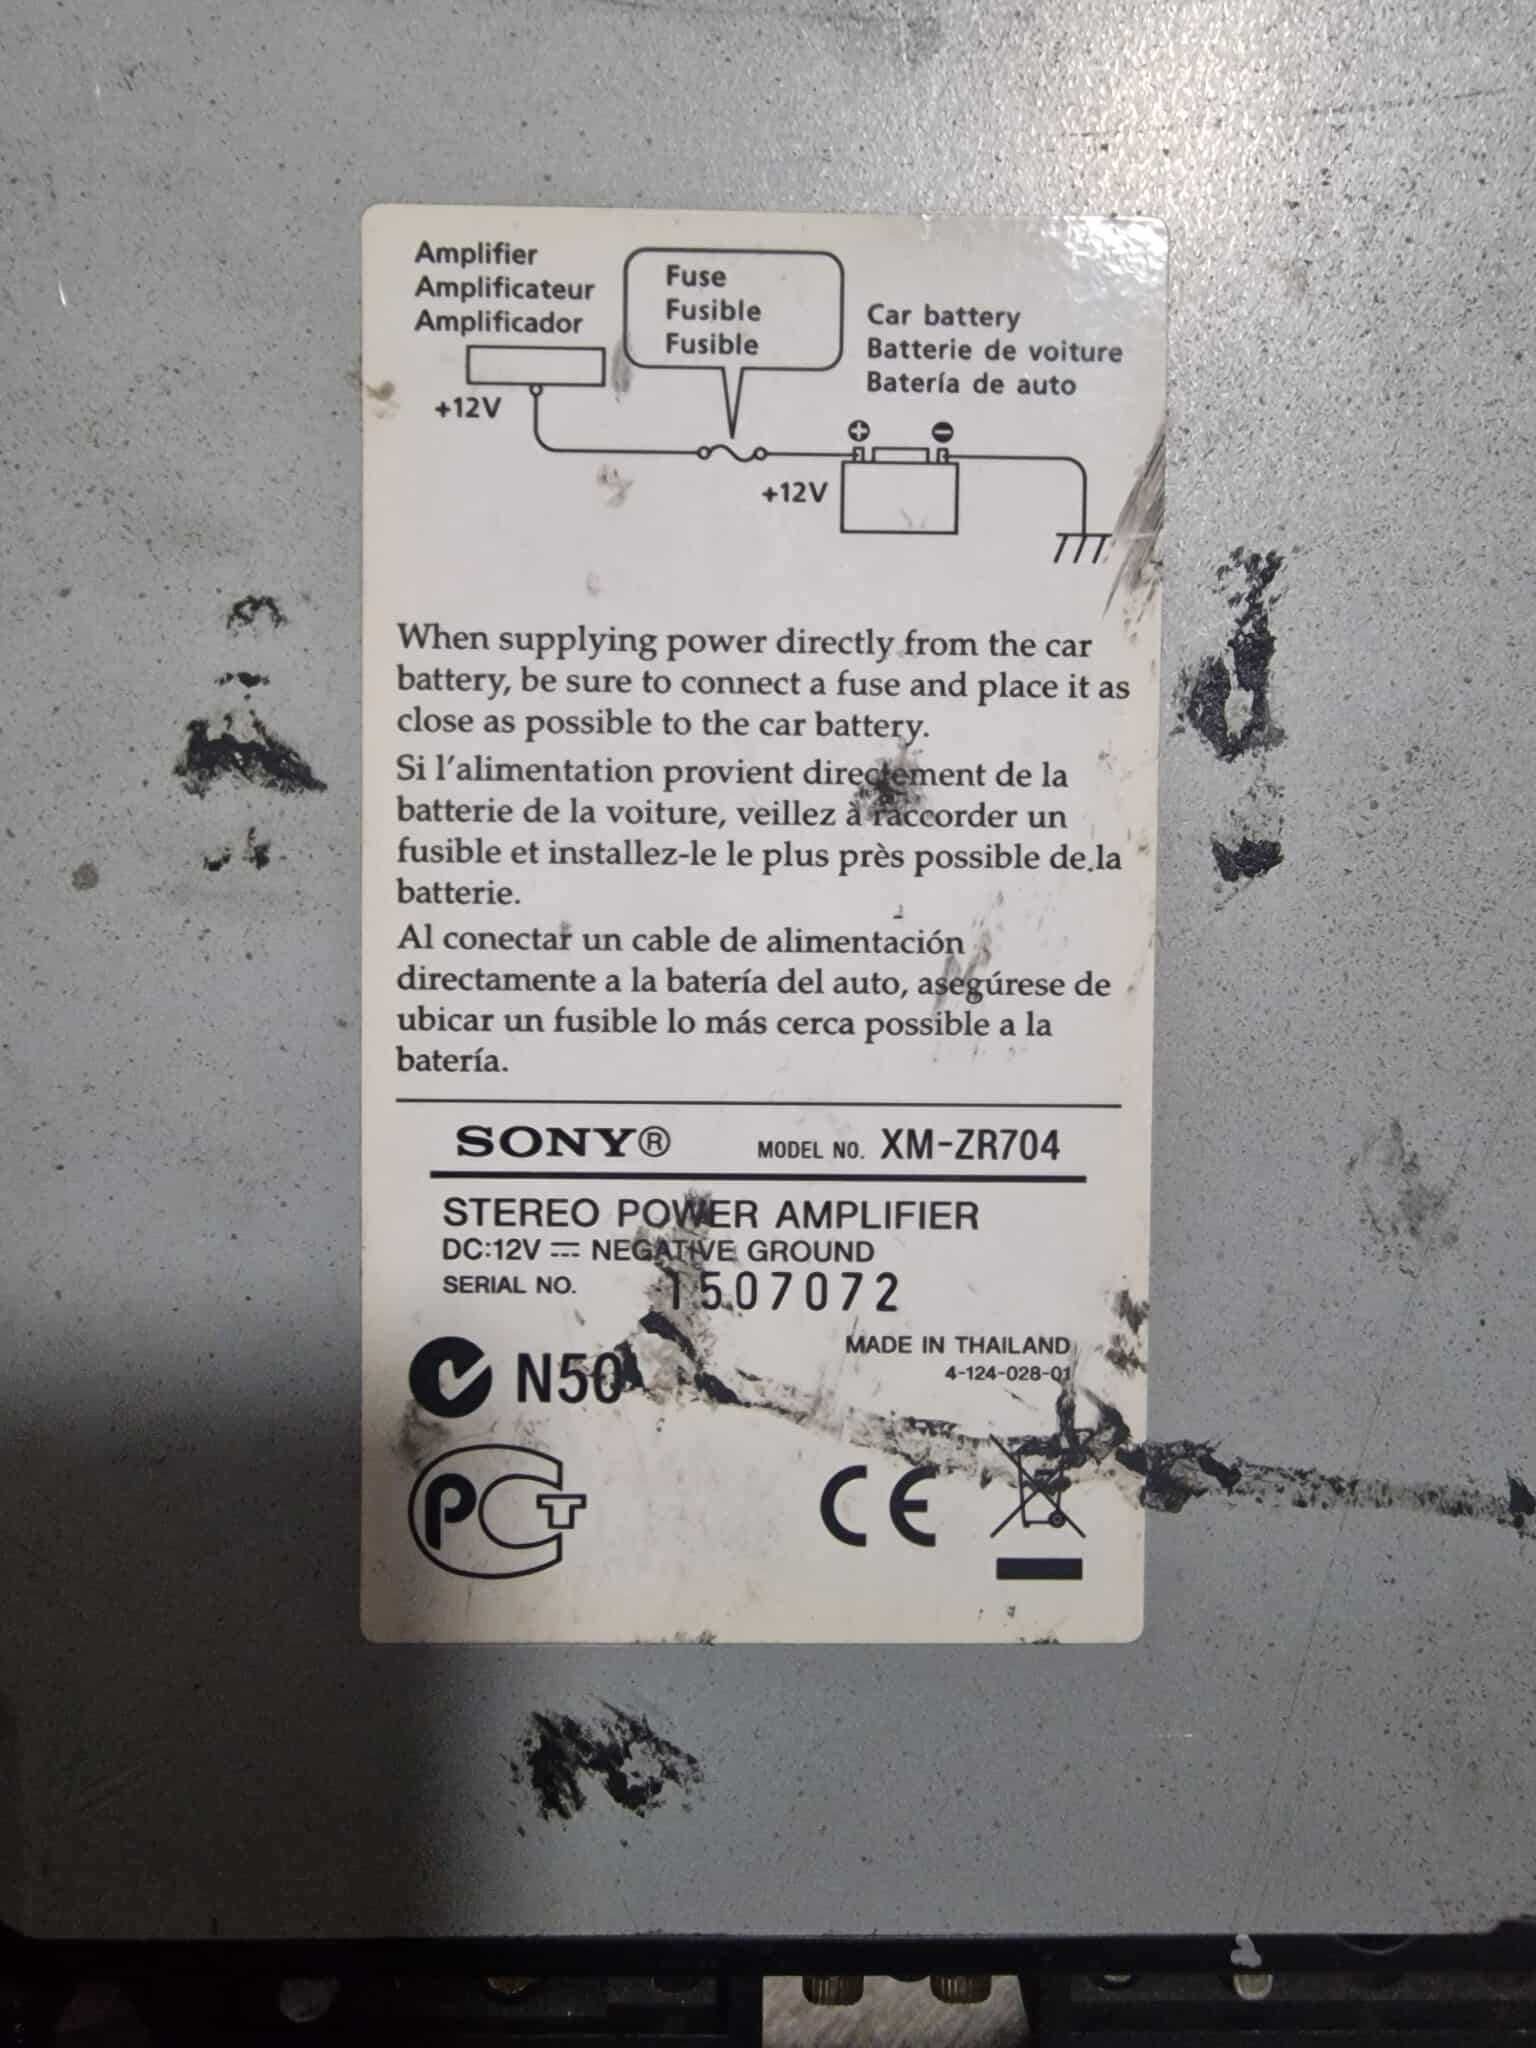 Amplifier
Amplificateur
Amplificador
Fuse
Fusible
Fusible
Car battery
Batterie de voiture
Batería de auto
+12V
+12V
When supplying power directly from the car
battery, be sure to connect a fuse and place it as
close as possible to the car battery.
Si l'alimentation provient directement de la
batterie de la voiture, veillez à raccorder un
fusible et installez-le le plus près possible de la
batterie.
Al conectar un cable de alimentación
directamente a la batería del auto, asegúrese de
ubicar un fusible lo más cerca possible a la
batería.
SONY® MODEL NO. XM-ZR704
STEREO POWER AMPLIFIER
DC:12V ⎓ NEGATIVE GROUND
SERIAL NO. 1507072
MADE IN THAILAND
N50
4-124-028-01
PCT
CE